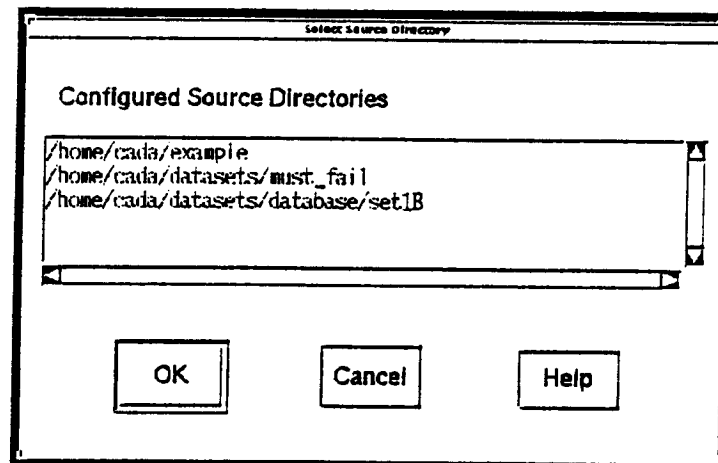 Select Source Directory
Configured Source Directories
/home/cada/example
/home/cada/datasets/must_fail
/home/cada/datasets/database/set1B
OK
Cancel
Help